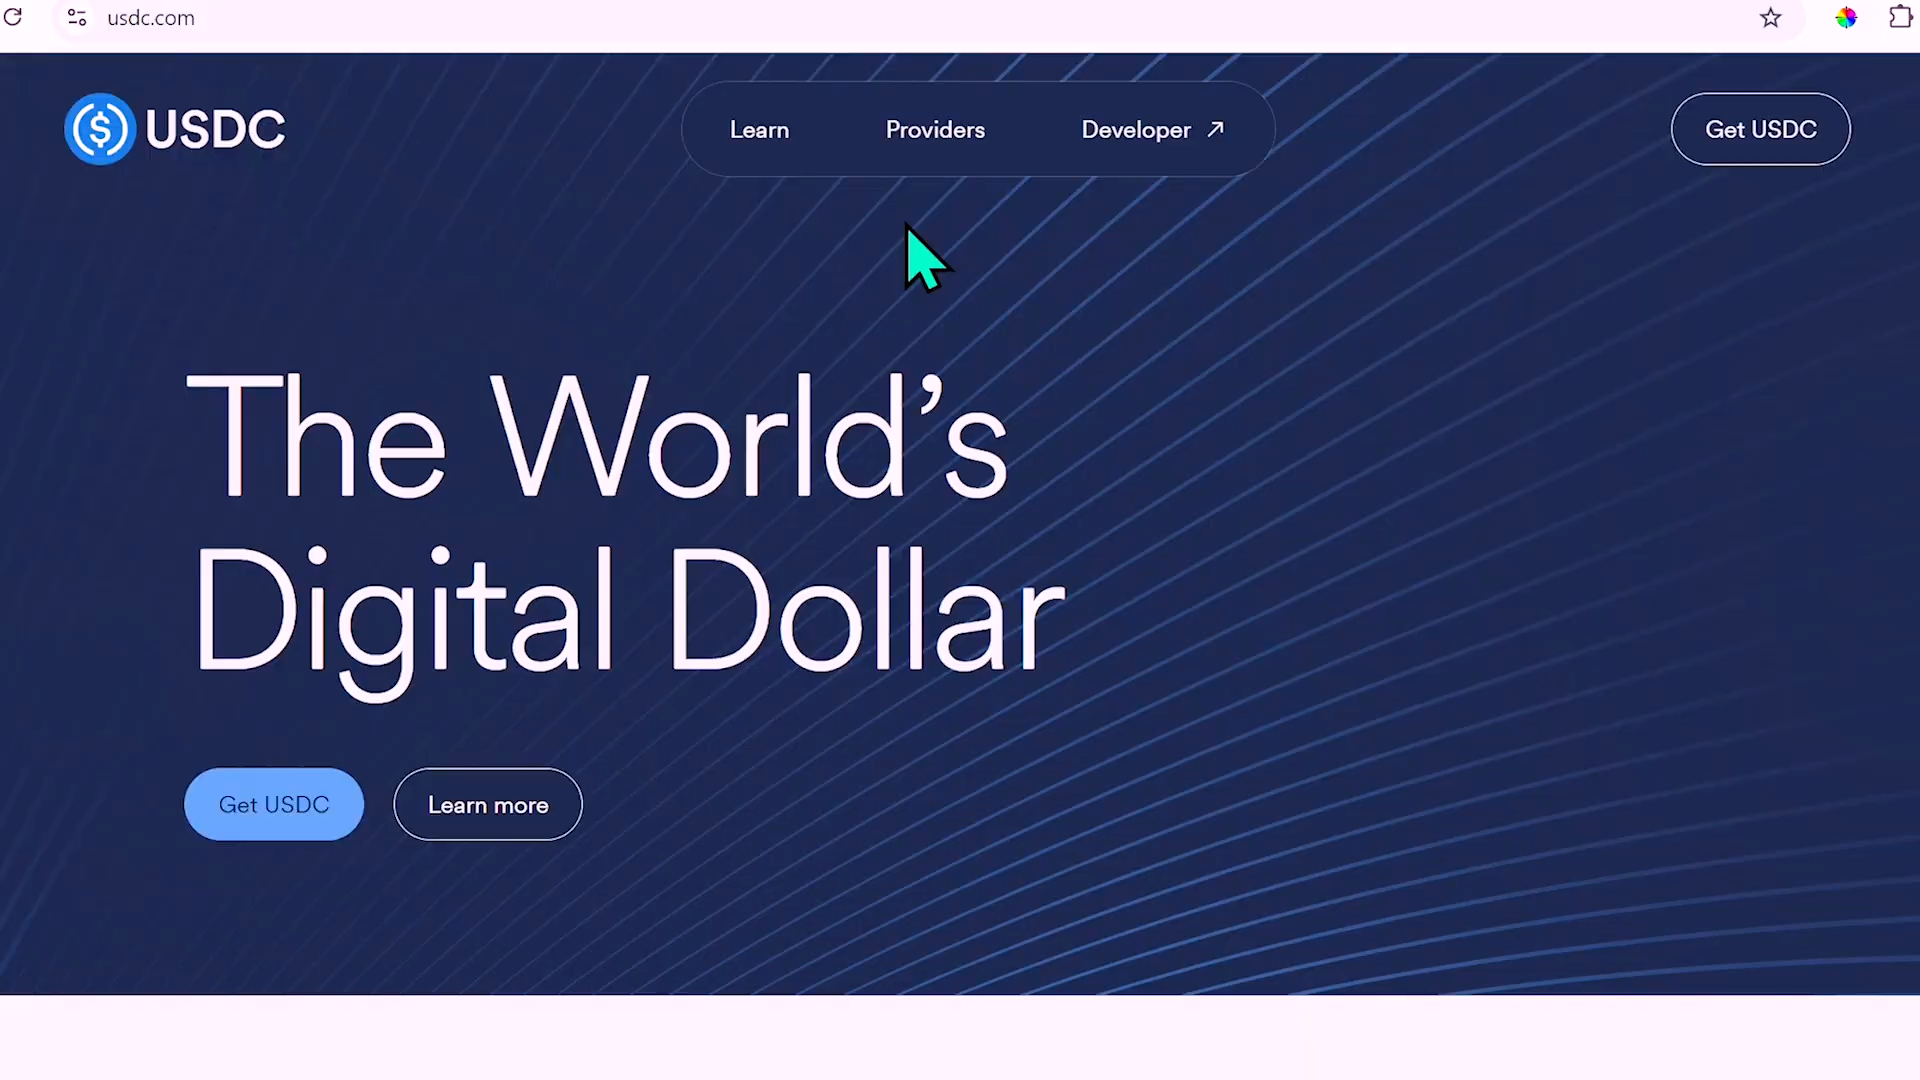 usdc.com
USDC
Learn
Providers
Developer
Get USDC
The World’s
Digital Dollar
Get USDC
Learn more